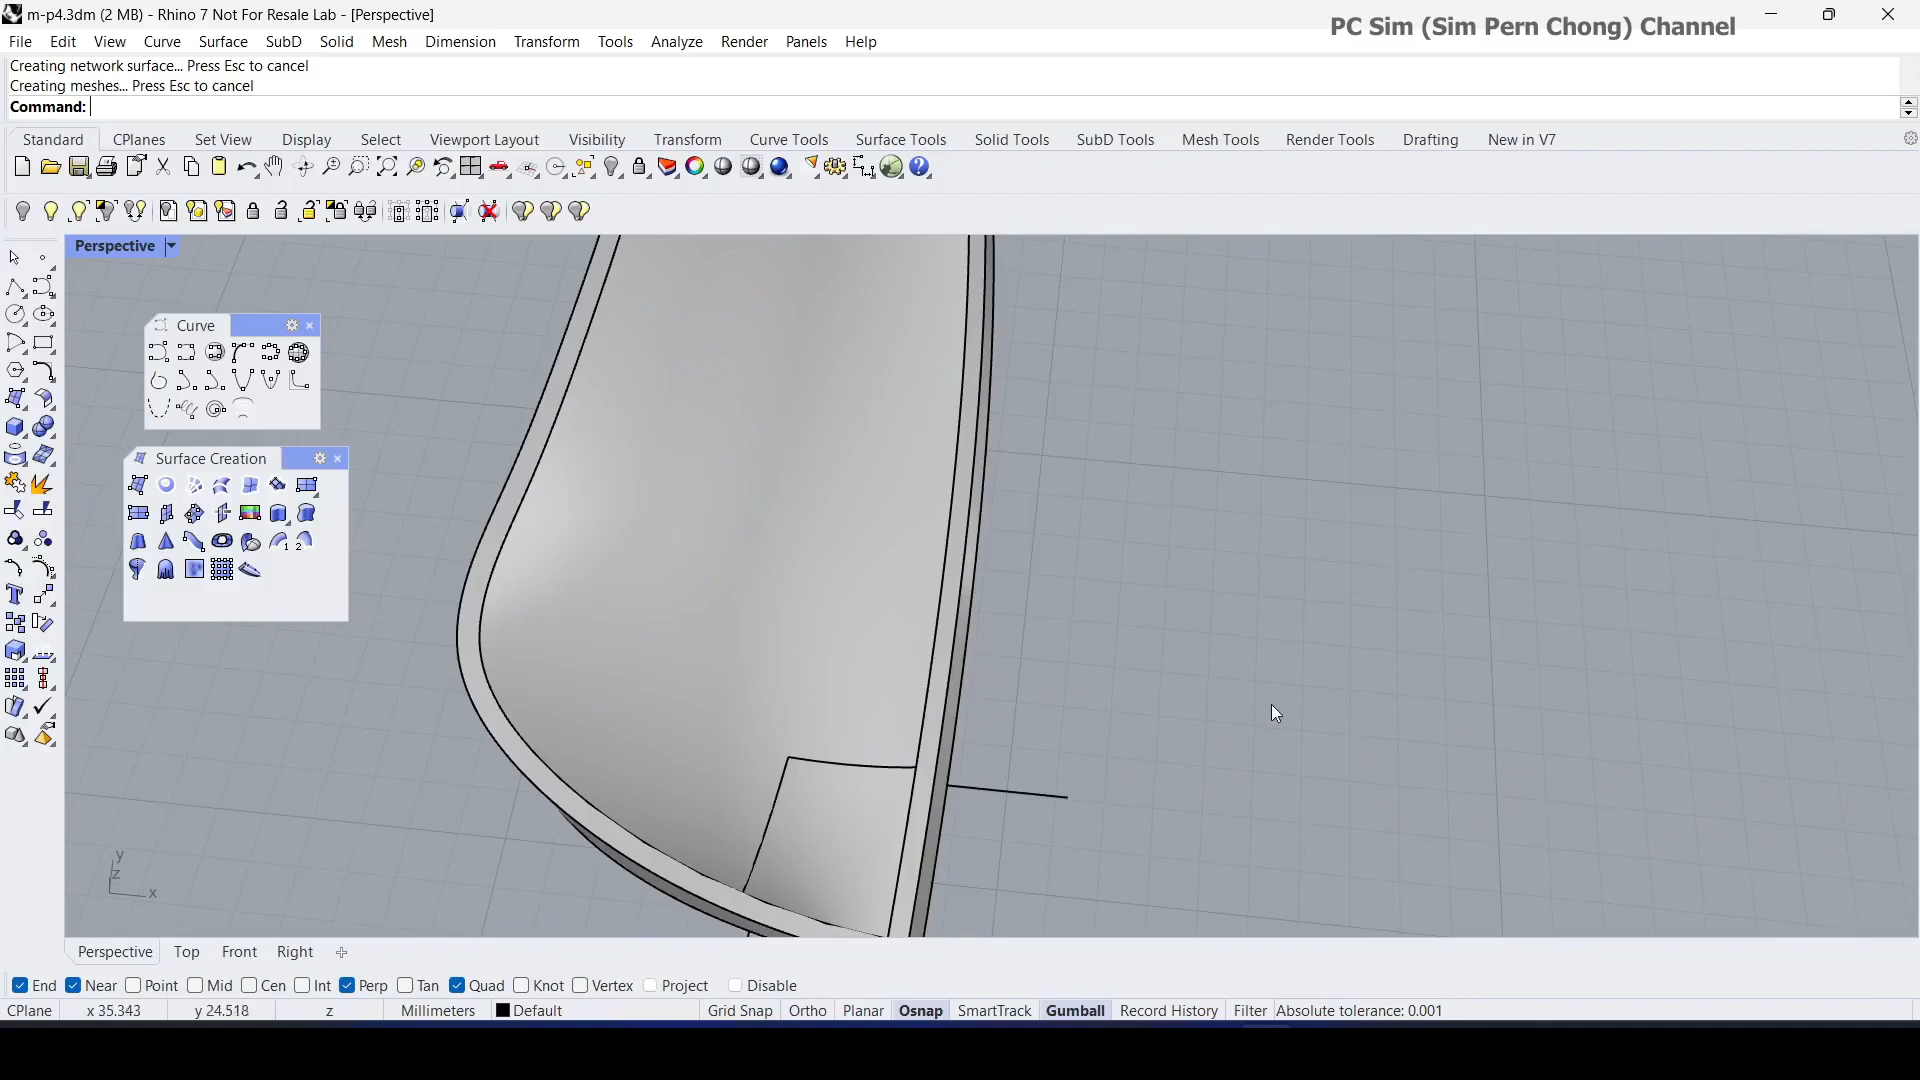 m-p4.3dm (2 MB) - Rhino 7 Not For Resale Lab - [Perspective]
PC Sim (Sim Pern Chong) Channel
File Edit View Curve Surface SubD Solid Mesh Dimension Transform Tools Analyze Render Panels Help
Creating network surface... Press Esc to cancel
Creating meshes... Press Esc to cancel
Command:
Standard CPlanes Set View Display Select Viewport Layout Visibility Transform Curve Tools Surface Tools Solid Tools SubD Tools Mesh Tools Render Tools Drafting New in V7
Perspective
Curve
Surface Creation
1 2
y
z
x
Perspective Top Front Right
End Near Point Mid Cen Int Perp Tan Quad Knot Vertex Project Disable
CPlane x 35.343 y 24.518 z Millimeters Default Grid Snap Ortho Planar Osnap SmartTrack Gumball Record History Filter Absolute tolerance: 0.001